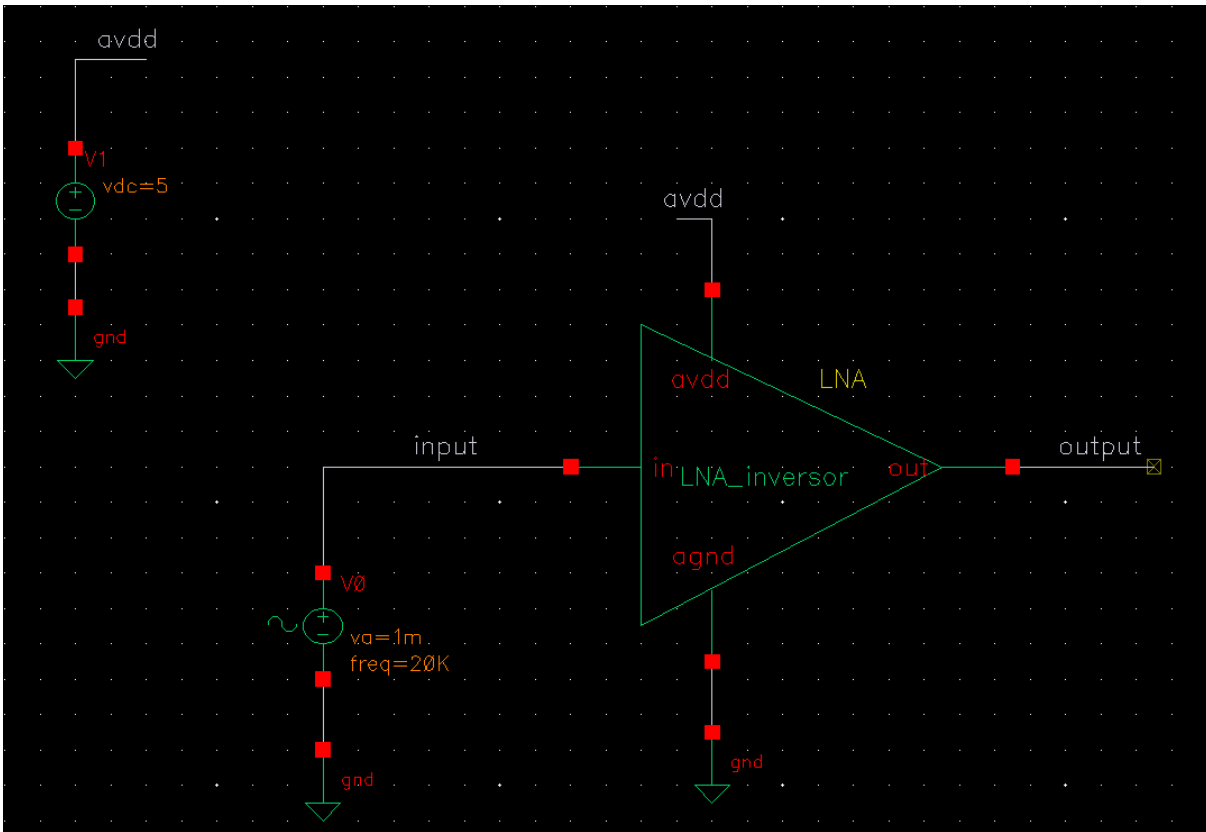 avdd
V1
vdc=5
gnd
avdd
avdd
LNA
input
in
LNA_inversor
out
output
agnd
V0
va=1m
freq=20K
gnd
gnd